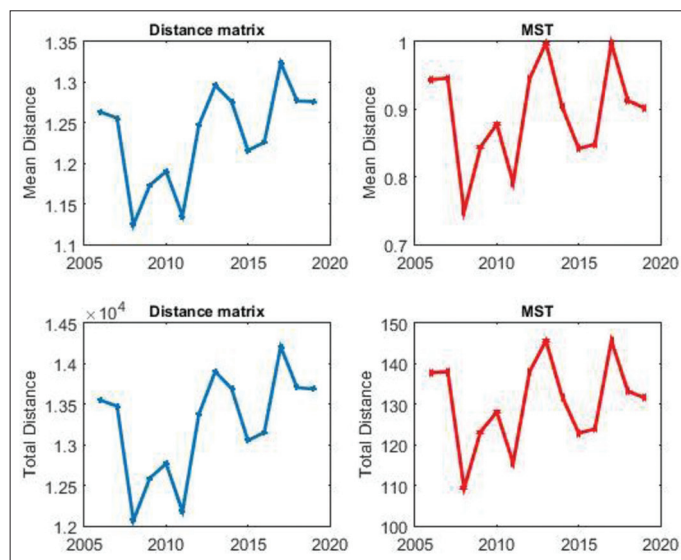 Distance matrix
Mean Distance
1.35
1.3
1.25
1.2
1.15
1.1
2005 2010 2015 2020
MST
Mean Distance
1
0.9
0.8
0.7
2005 2010 2015 2020
× 10^4
Distance matrix
Total Distance
1.45
1.4
1.35
1.3
1.25
1.2
2005 2010 2015 2020
MST
Total Distance
150
140
130
120
110
100
2005 2010 2015 2020